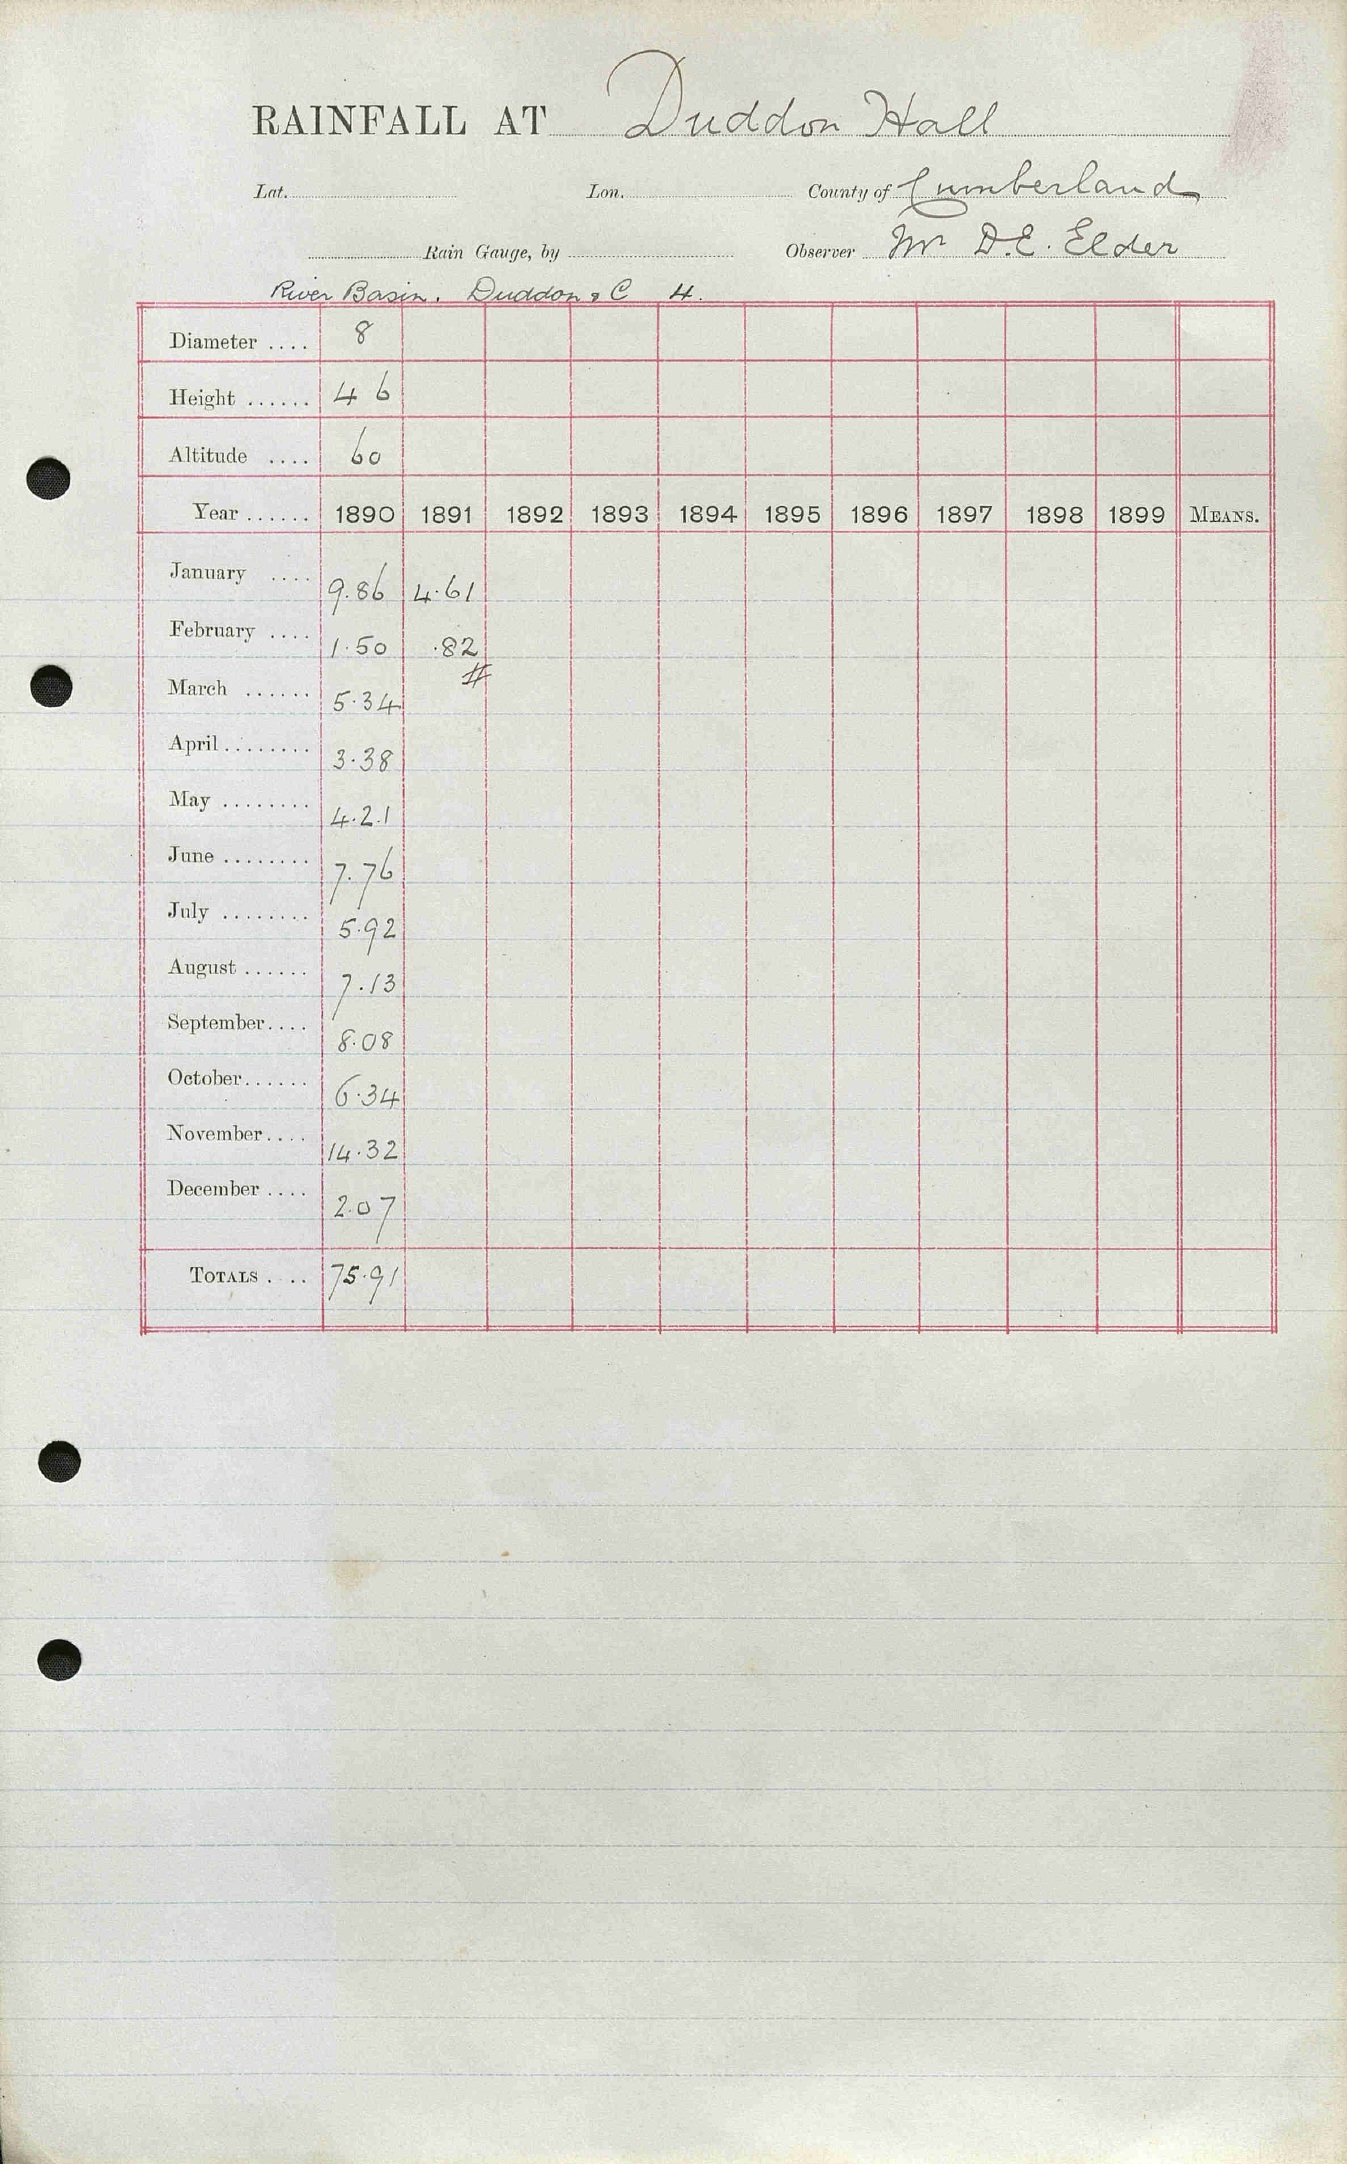 RAINFALL AT Duddon Hall
Lat. Lon. County of Cumberland
Rain Gauge, by Observer Mr D.E. Elder
River Basin. Duddon & C 4.
Diameter .... 8
Height ...... 4 6
Altitude .... 60
Year ...... 1890 1891 1892 1893 1894 1895 1896 1897 1898 1899 MEANS.
January .... 9.86 4.61
February .... 1.50 .82
#
March ...... 5.34
April ........ 3.38
May ........ 4.21
June ........ 7.76
July ........ 5.92
August ...... 7.13
September.... 8.08
October...... 6.34
November.... 14.32
December .... 2.07
TOTALS .... 75.91